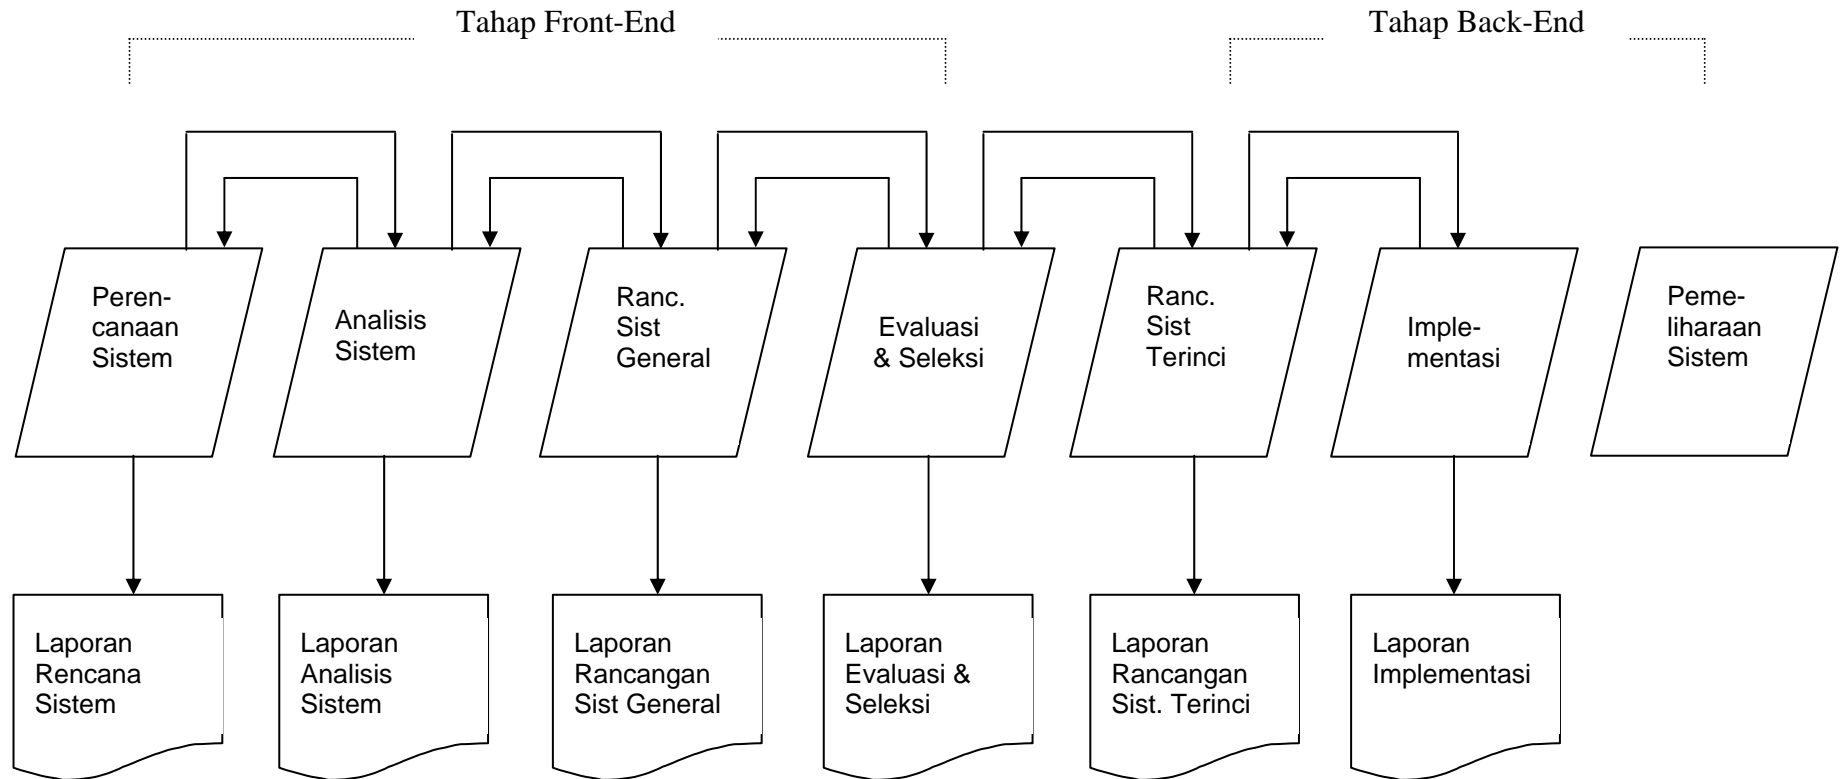 Tahap Front-End
Tahap Back-End
Peren-
canaan
Sistem
Analisis
Sistem
Ranc.
Sist
General
Evaluasi
& Seleksi
Ranc.
Sist
Terinci
Imple-
mentasi
Peme-
liharaan
Sistem
Laporan
Rencana
Sistem
Laporan
Analisis
Sistem
Laporan
Rancangan
Sist General
Laporan
Evaluasi &
Seleksi
Laporan
Rancangan
Sist. Terinci
Laporan
Implementasi